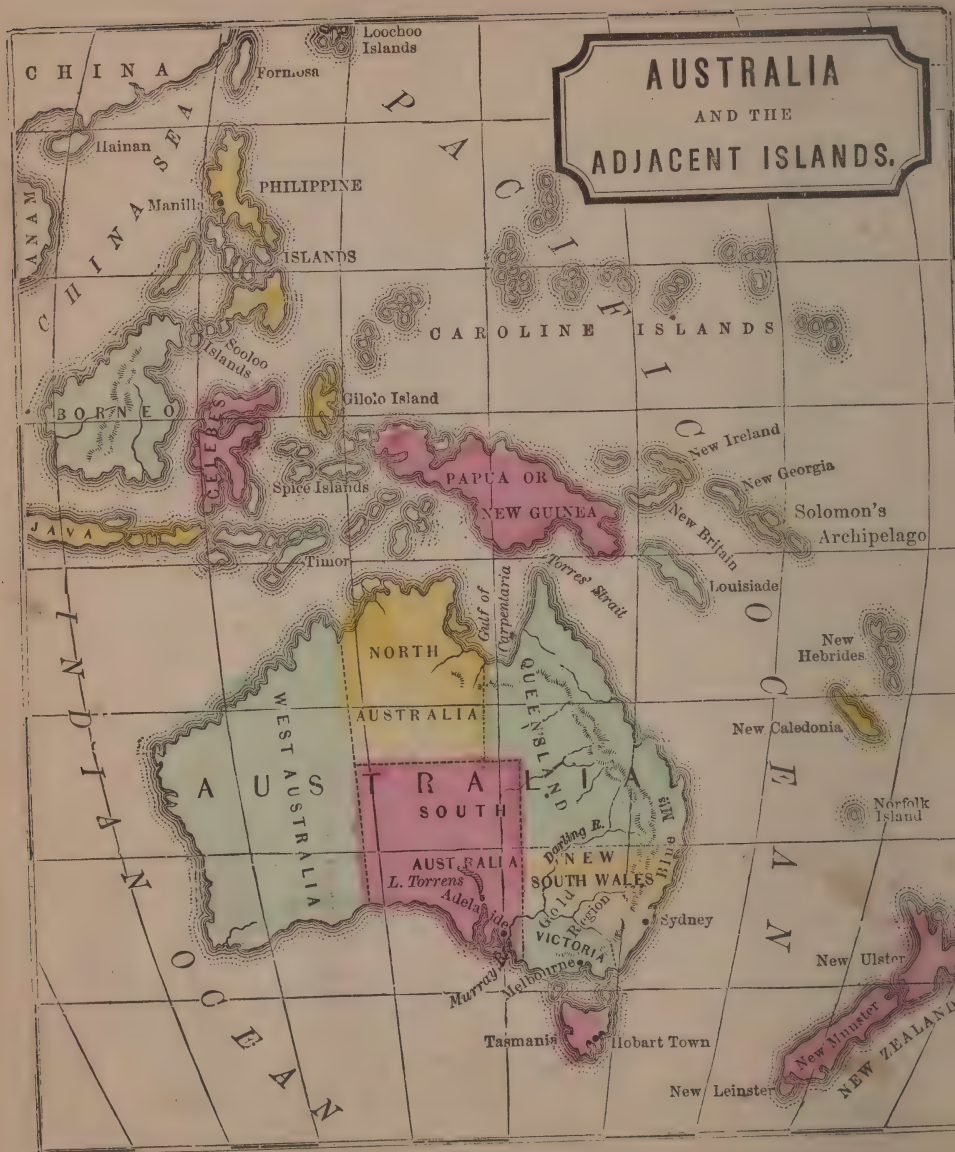 AUSTRALIA
AND THE
ADJACENT ISLANDS.
Loochoo
Islands
CHINA
Formosa
Hainan
ANAM
CHINA SEA
PACIFIC OCEAN
Manilla
PHILIPPINE
ISLANDS
CAROLINE ISLANDS
Sooloo
Islands
BORNEO
CELEBES
Gilolo Island
Spice Islands
PAPUA OR
NEW GUINEA
New Ireland
New Georgia
Solomon's
Archipelago
New Britain
Louisiade
JAVA
Timor
Torres' Strait
Gulf of
Carpentaria
INDIAN OCEAN
New
Hebrides
New Caledonia
Norfolk
Island
NORTH
AUSTRALIA
WEST AUSTRALIA
QUEENSLAND
AUSTRALIA
SOUTH
AUSTRALIA
L. Torrens
Adelaide
Darling R.
NEW
SOUTH WALES
Blue Mts
Gold
Region
Sydney
VICTORIA
Murray R.
Melbourne
Tasmania
Hobart Town
New Ulster
New Munster
New Leinster
NEW ZEALAND